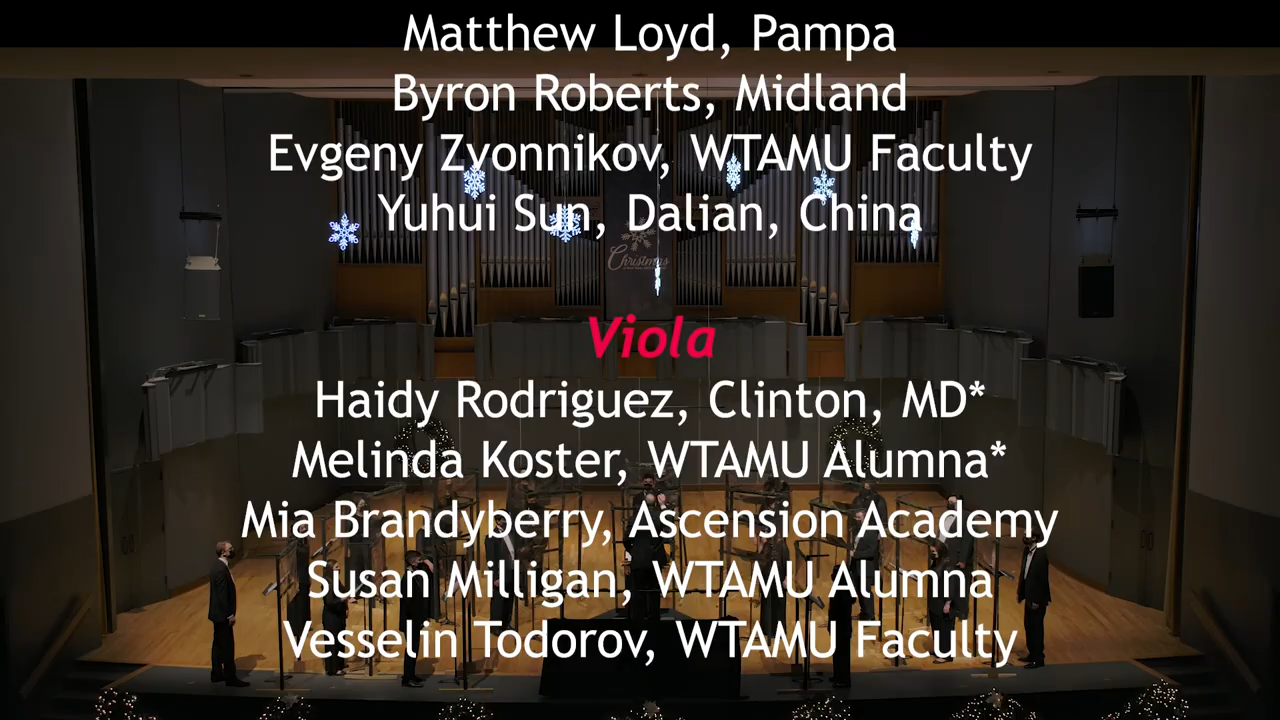 Matthew Loyd, Pampa
Byron Roberts, Midland
Evgeny Zvonnikov, WTAMU Faculty
Yuhui Sun, Dalian, China
Christmas
Viola
Haidy Rodriguez, Clinton, MD*
Melinda Koster, WTAMU Alumna*
Mia Brandyberry, Ascension Academy
Susan Milligan, WTAMU Alumna
Vesselin Todorov, WTAMU Faculty